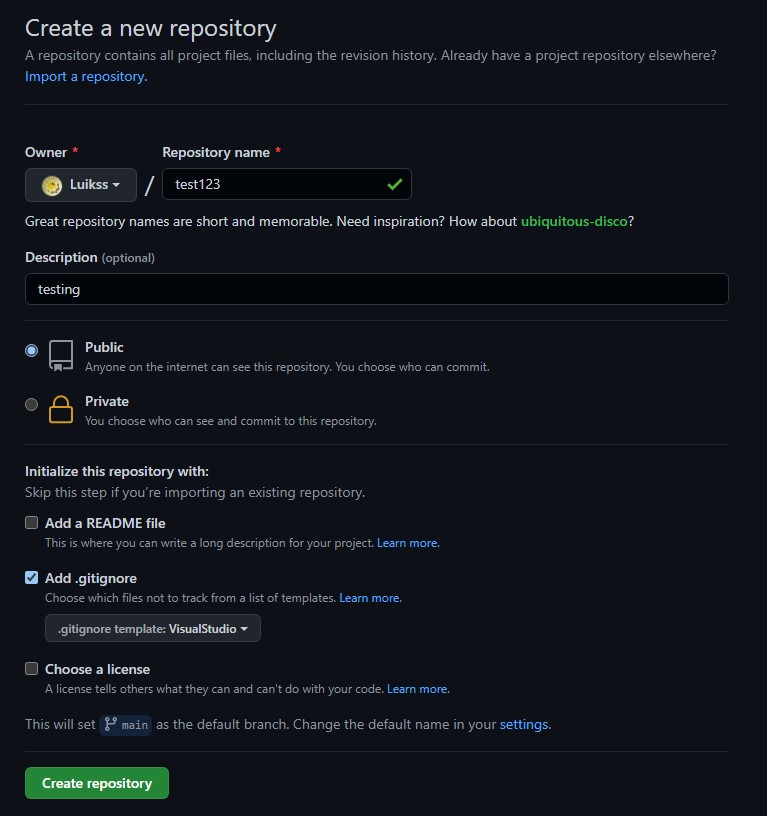 Create a new repository
A repository contains all project files, including the revision history. Already have a project repository elsewhere?
Import a repository.
Owner * Repository name *
Luikss / test123
Great repository names are short and memorable. Need inspiration? How about ubiquitous-disco?
Description (optional)
testing
Public
Anyone on the internet can see this repository. You choose who can commit.
Private
You choose who can see and commit to this repository.
Initialize this repository with:
Skip this step if you're importing an existing repository.
Add a README file
This is where you can write a long description for your project. Learn more.
Add .gitignore
Choose which files not to track from a list of templates. Learn more.
.gitignore template: VisualStudio
Choose a license
A license tells others what they can and can't do with your code. Learn more.
This will set main as the default branch. Change the default name in your settings.
Create repository